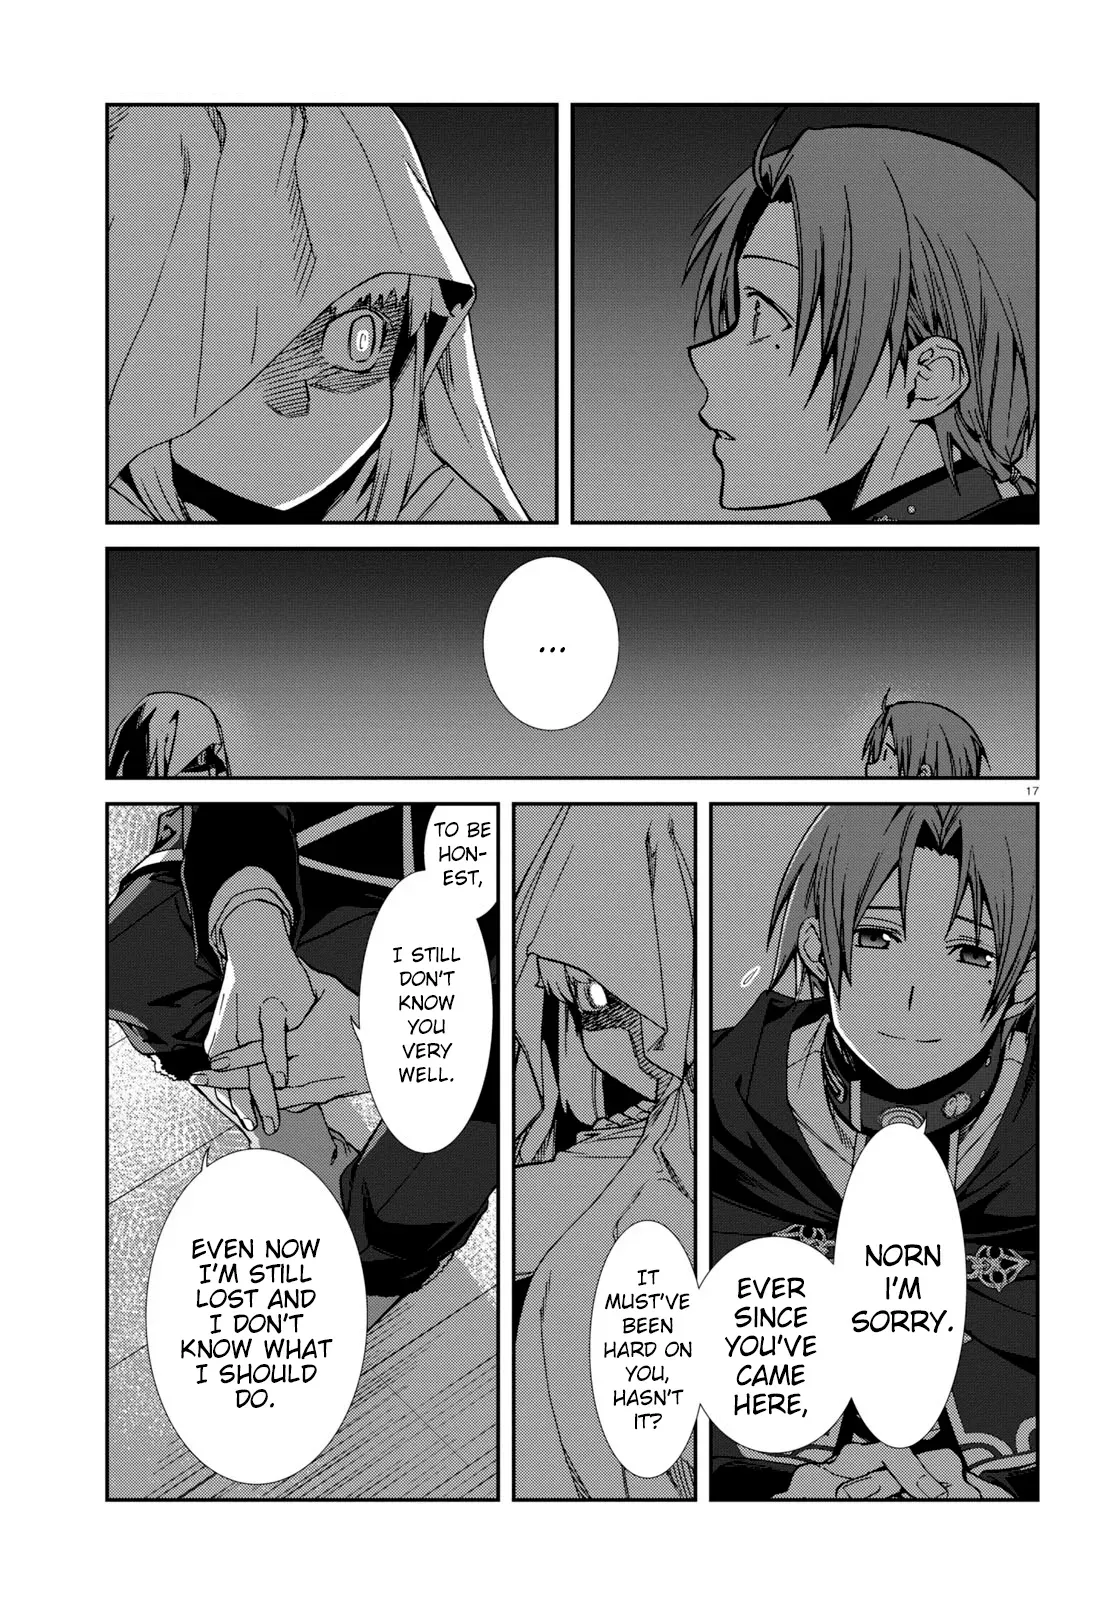 ...
17
NORN
I'M
SORRY.
EVER
SINCE
YOU'VE
CAME
HERE,
IT
MUST'VE
BEEN
HARD ON
YOU,
HASN'T
IT?
TO BE
HON-
EST,
I STILL
DON'T
KNOW
YOU
VERY
WELL.
EVEN NOW
I'M STILL
LOST AND
I DON'T
KNOW WHAT
I SHOULD
DO.